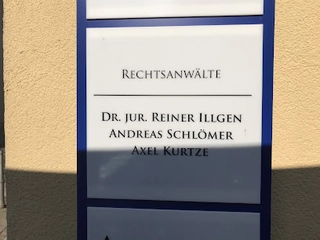 RECHTSANWÄLTE
DR. JUR. REINER ILLGEN
ANDREAS SCHLÖMER
AXEL KURTZE